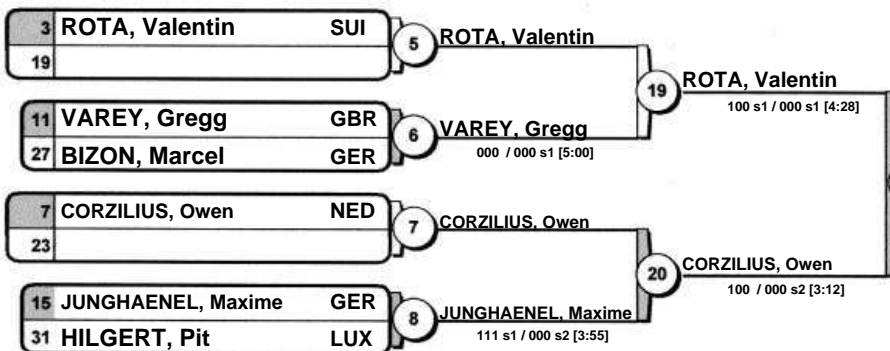 3 ROTA, Valentin SUI
19
5
ROTA, Valentin
11 VAREY, Gregg GBR
27 BIZON, Marcel GER
6
VAREY, Gregg
000 / 000 s1 [5:00]
19
ROTA, Valentin
100 s1 / 000 s1 [4:28]
7 CORZILIUS, Owen NED
23
7
CORZILIUS, Owen
15 JUNGHAENEL, Maxime GER
31 HILGERT, Pit LUX
8
JUNGHAENEL, Maxime
111 s1 / 000 s2 [3:55]
20
CORZILIUS, Owen
100 / 000 s2 [3:12]